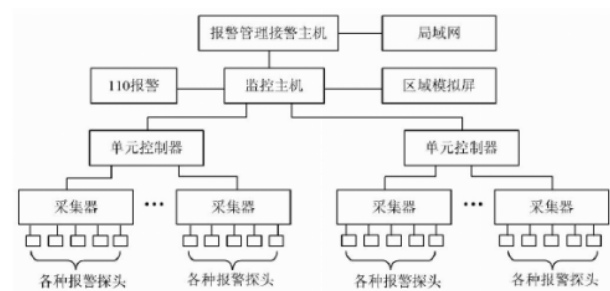 报警管理接警主机
局域网
110报警
监控主机
区域模拟屏
单元控制器
单元控制器
采集器
•••
采集器
采集器
•••
采集器
各种报警探头
各种报警探头
各种报警探头
各种报警探头